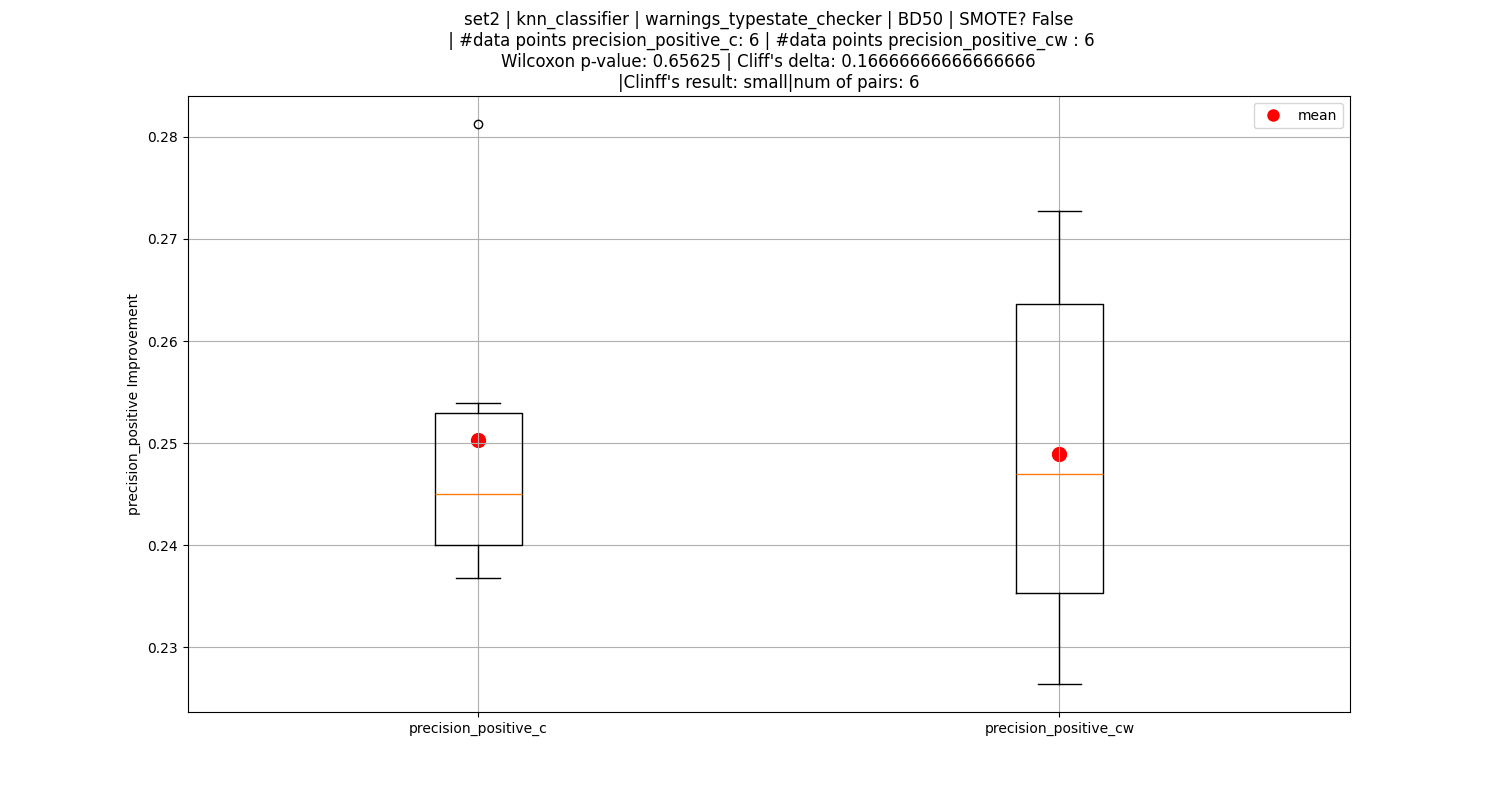 set2 | knn_classifier | warnings_typestate_checker | BD50 | SMOTE? False
| #data points precision_positive_c: 6 | #data points precision_positive_cw : 6
Wilcoxon p-value: 0.65625 | Cliff's delta: 0.16666666666666666
|Clinff's result: small|num of pairs: 6
mean
0.28
0.27
0.26
0.25
0.24
0.23
precision_positive Improvement
precision_positive_c
precision_positive_cw